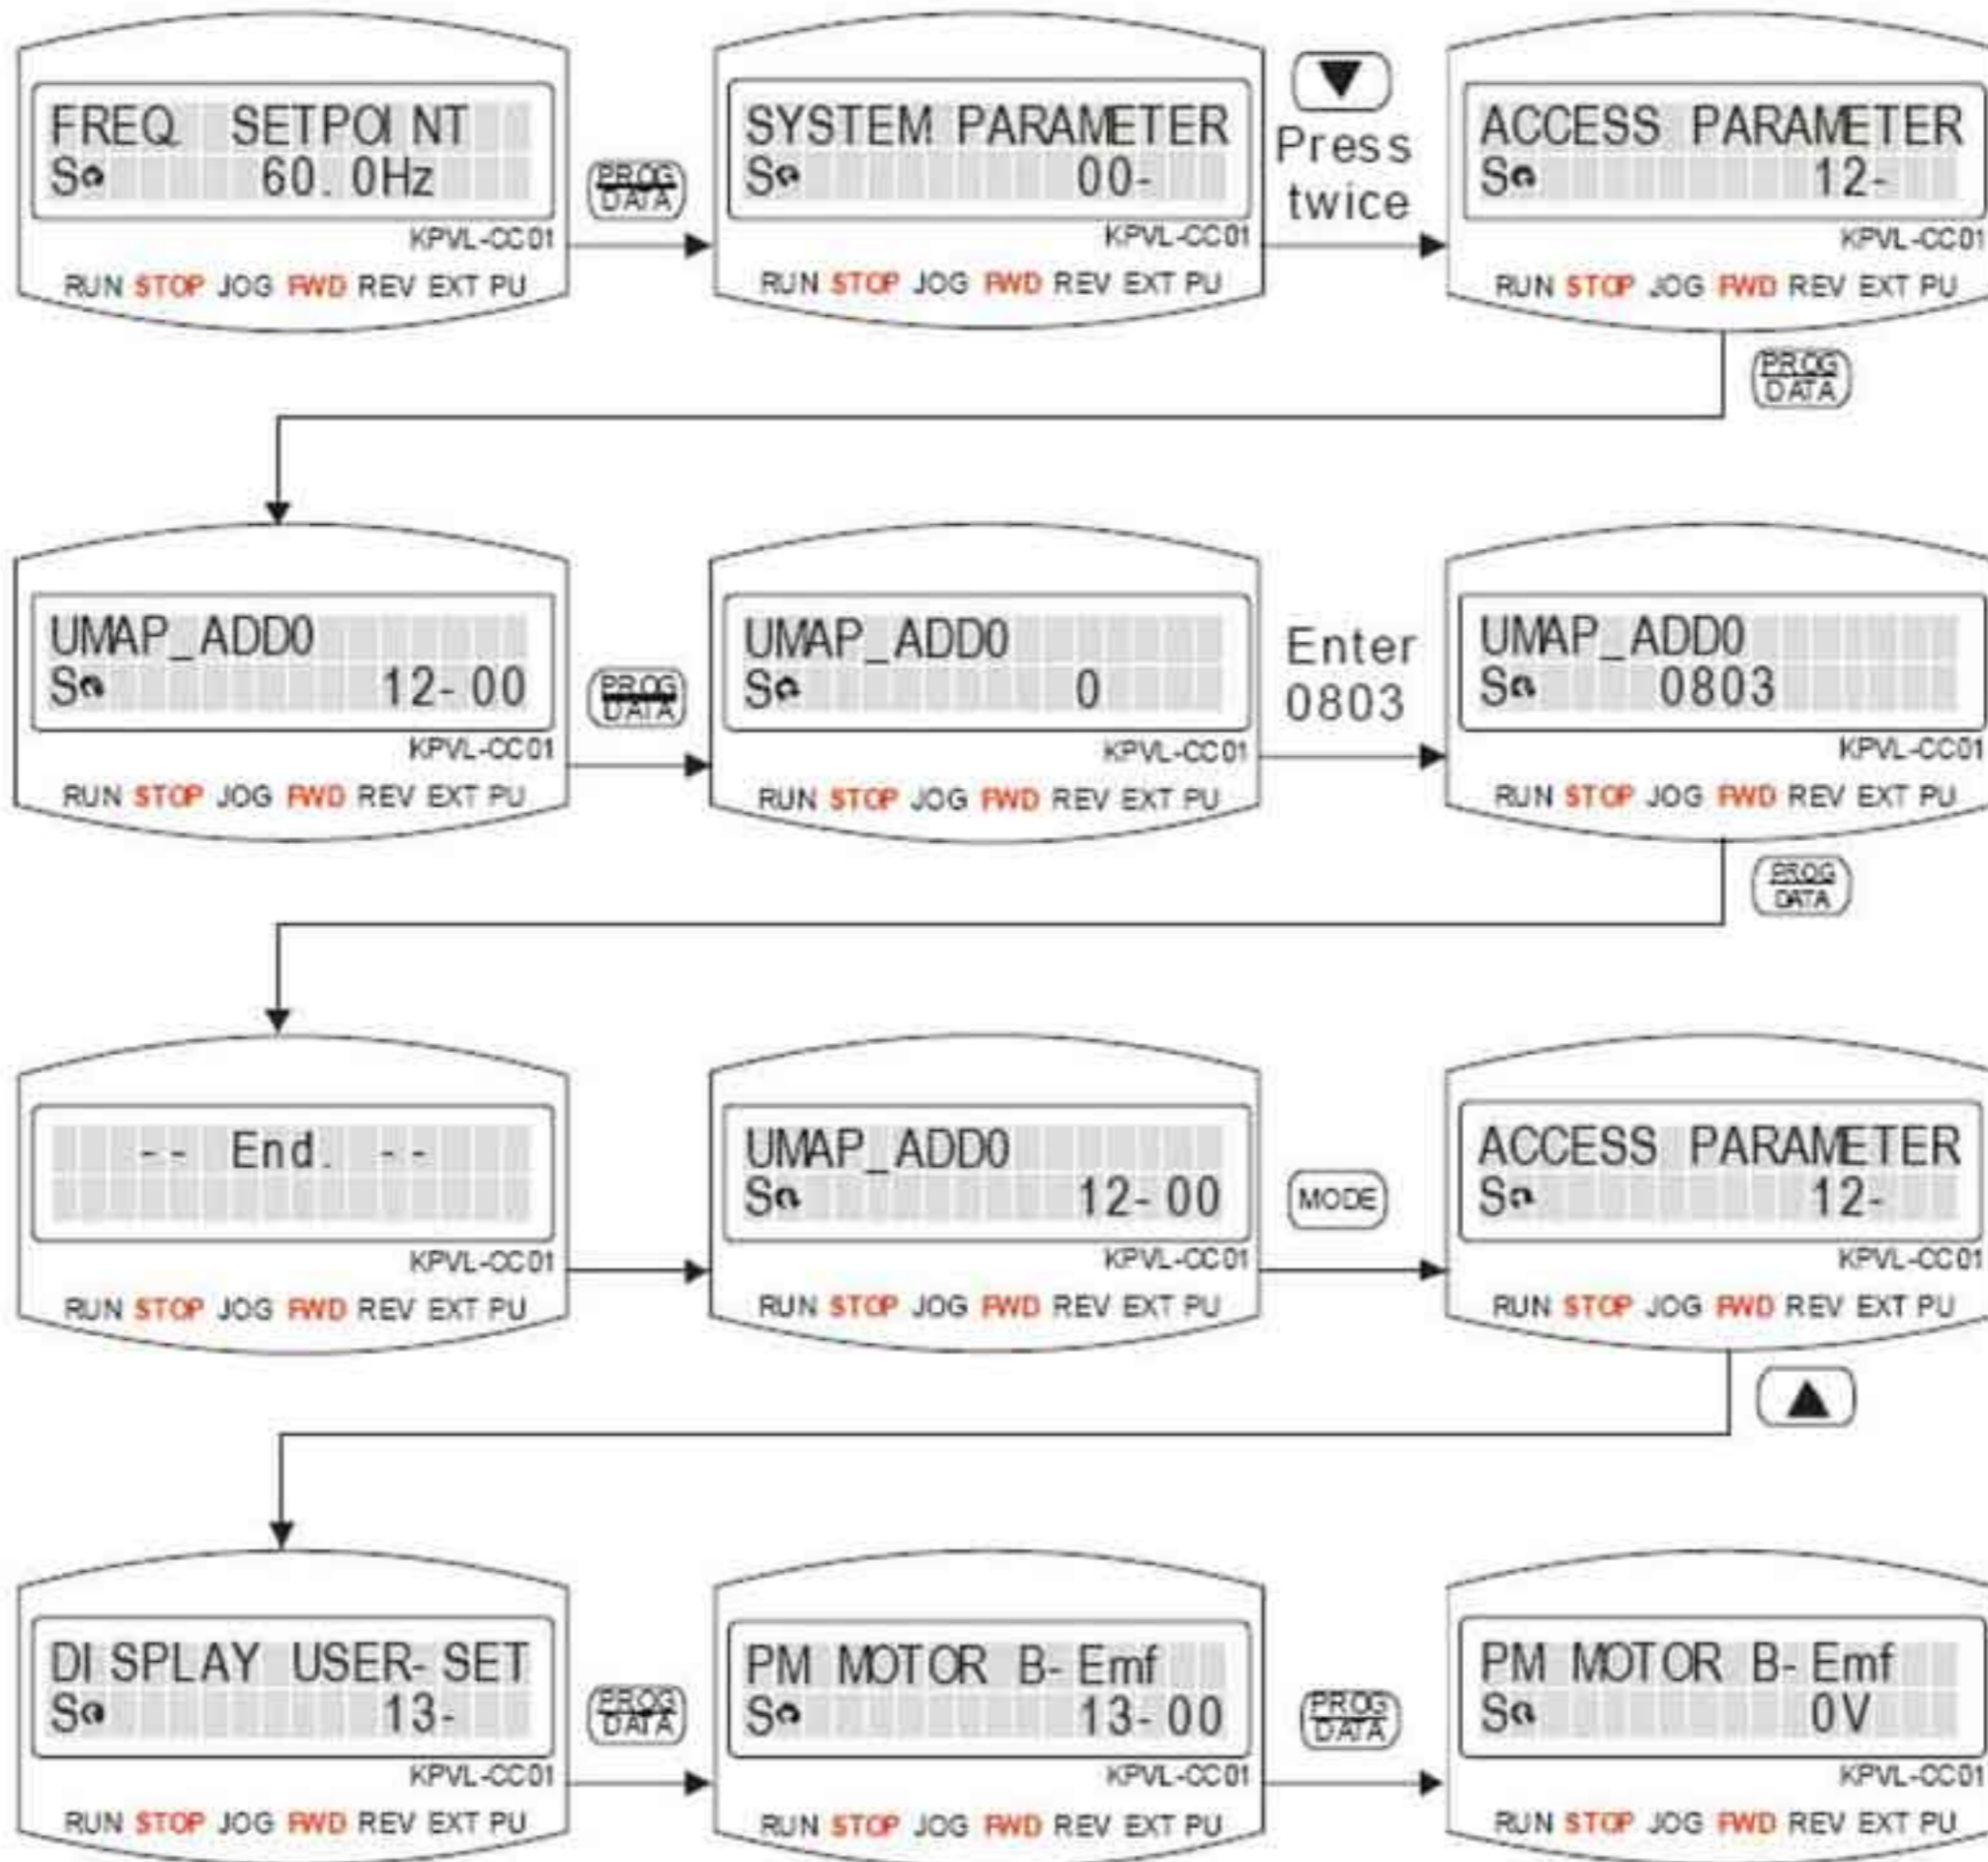 FREQ SETPOINT
S 60.0Hz
KPVL-CC01
RUN STOP JOG FWD REV EXT PU
PROG
DATA
SYSTEM PARAMETER
S 00-
KPVL-CC01
RUN STOP JOG FWD REV EXT PU
Press
twice
ACCESS PARAMETER
S 12-
KPVL-CC01
RUN STOP JOG FWD REV EXT PU
PROG
DATA
UMAP_ADD0
S 12-00
KPVL-CC01
RUN STOP JOG FWD REV EXT PU
PROG
DATA
UMAP_ADD0
S 0
KPVL-CC01
RUN STOP JOG FWD REV EXT PU
Enter
0803
UMAP_ADD0
S 0803
KPVL-CC01
RUN STOP JOG FWD REV EXT PU
PROG
DATA
-- End. --
KPVL-CC01
RUN STOP JOG FWD REV EXT PU
UMAP_ADD0
S 12-00
KPVL-CC01
RUN STOP JOG FWD REV EXT PU
MODE
ACCESS PARAMETER
S 12-
KPVL-CC01
RUN STOP JOG FWD REV EXT PU
DISPLAY USER-SET
S 13-
KPVL-CC01
RUN STOP JOG FWD REV EXT PU
PROG
DATA
PM MOTOR B-Emf
S 13-00
KPVL-CC01
RUN STOP JOG FWD REV EXT PU
PROG
DATA
PM MOTOR B-Emf
S 0V
KPVL-CC01
RUN STOP JOG FWD REV EXT PU